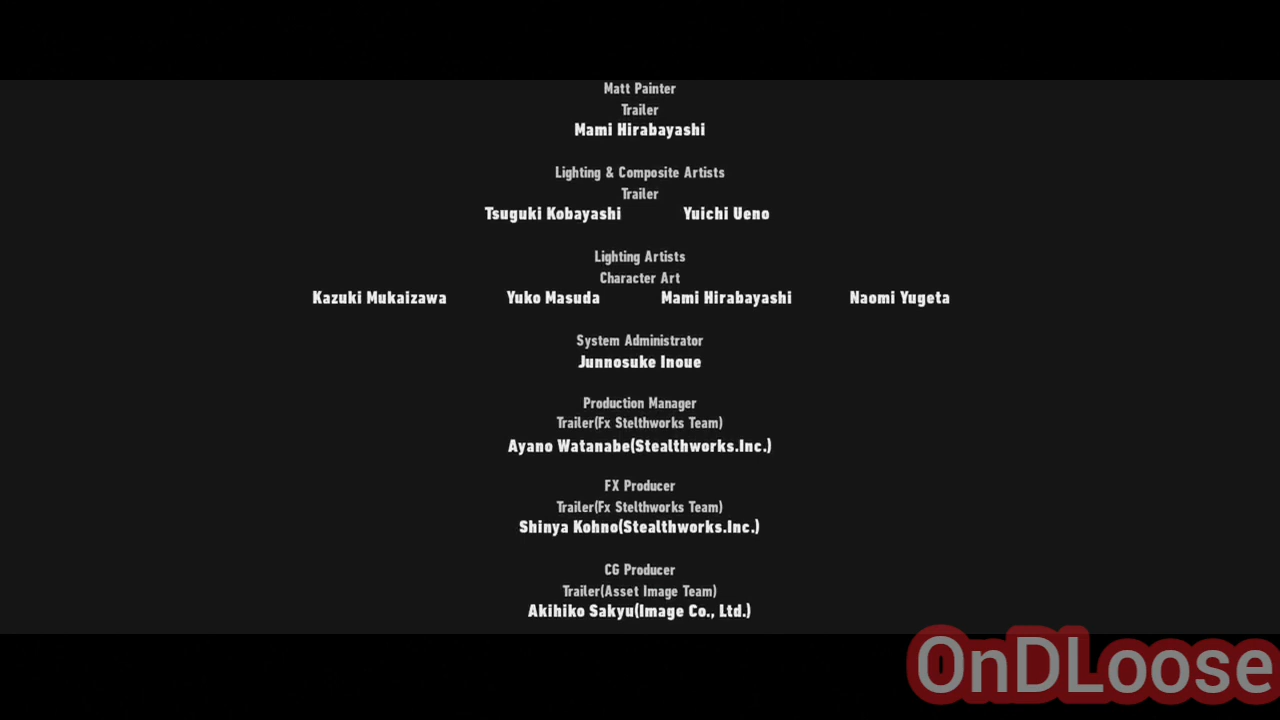 Matt Painter
Trailer
Mami Hirabayashi
Lighting & Composite Artists
Trailer
Tsuguki Kobayashi Yuichi Ueno
Lighting Artists
Character Art
Kazuki Mukaizawa Yuko Masuda Mami Hirabayashi Naomi Yugeta
System Administrator
Junnosuke Inoue
Production Manager
Trailer(Fx Stelthworks Team)
Ayano Watanabe(Stealthworks.Inc.)
FX Producer
Trailer(Fx Stelthworks Team)
Shinya Kohno(Stealthworks.Inc.)
CG Producer
Trailer(Asset Image Team)
Akihiko Sakyu(Image Co., Ltd.)
OnDLoose